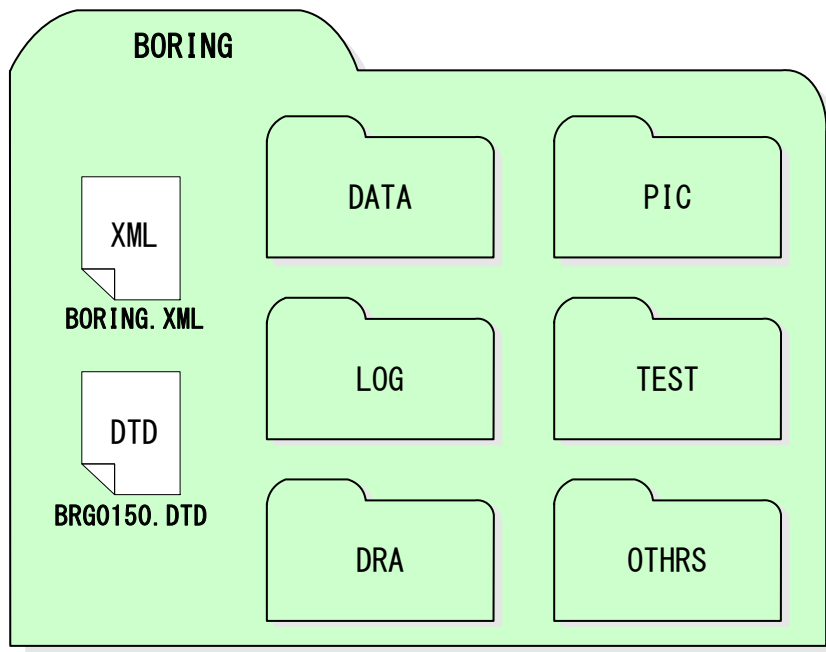 BORING
DATA
PIC
XML
BORING.XML
LOG
TEST
DTD
BRG0150.DTD
DRA
OTHRS